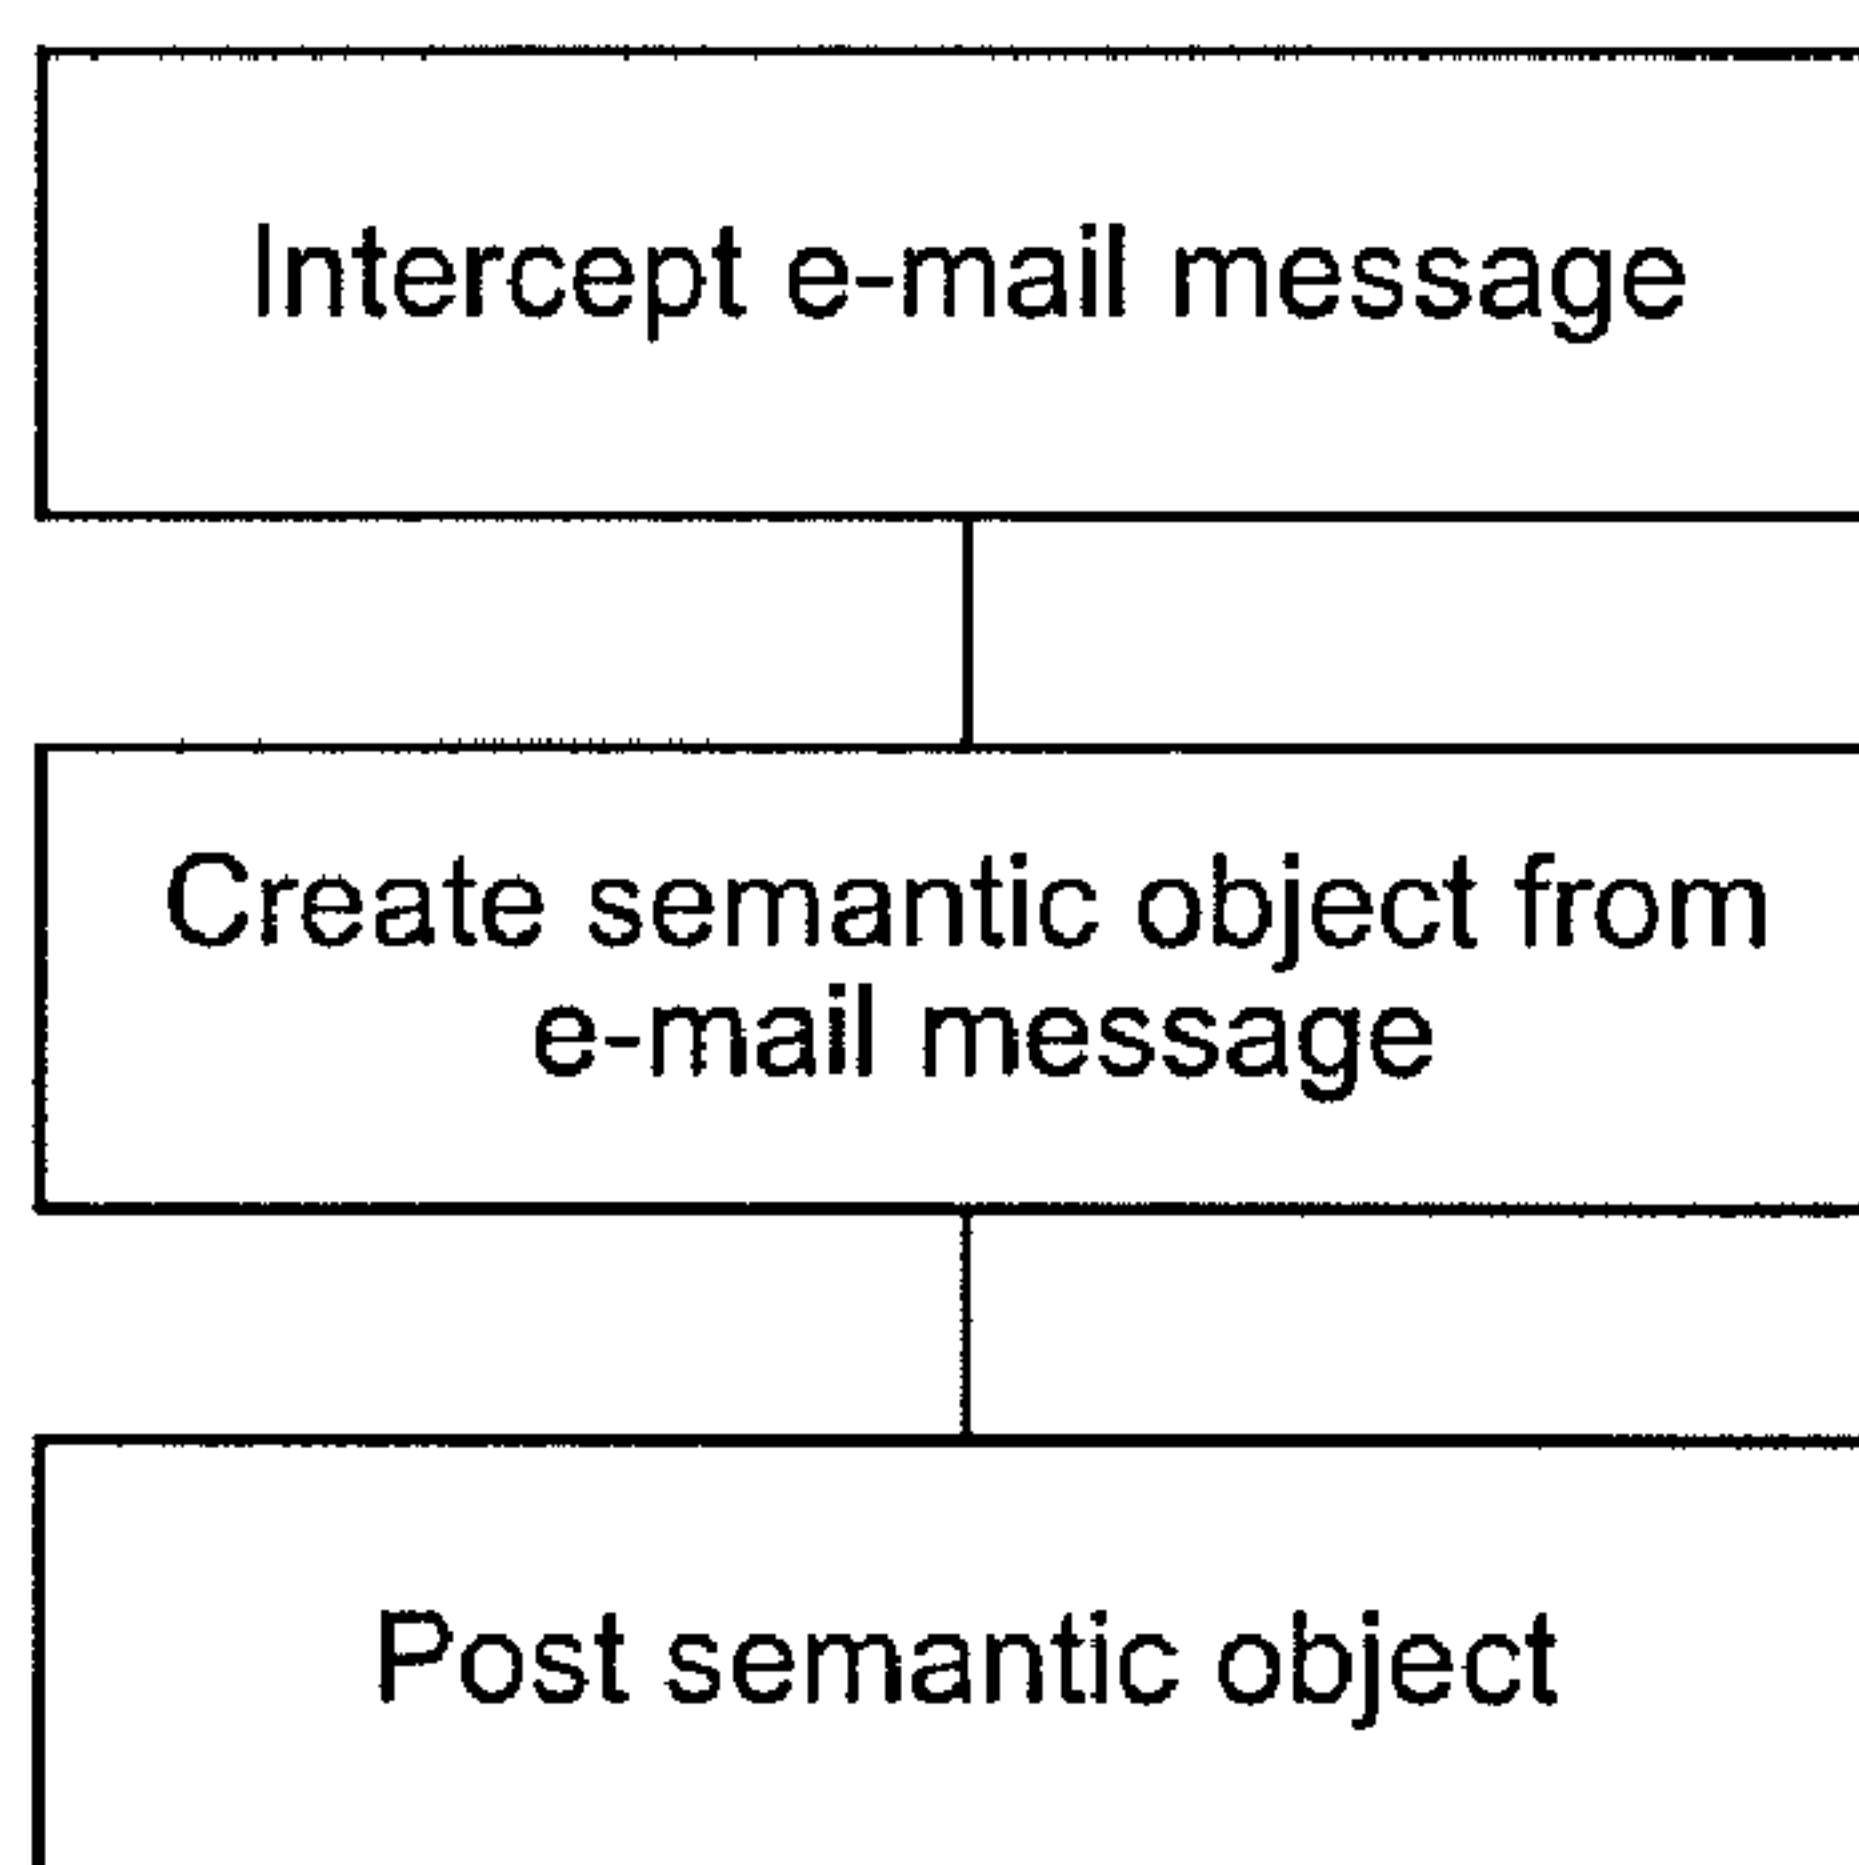 Intercept e-mail message
Create semantic object from
e-mail message
Post semantic object